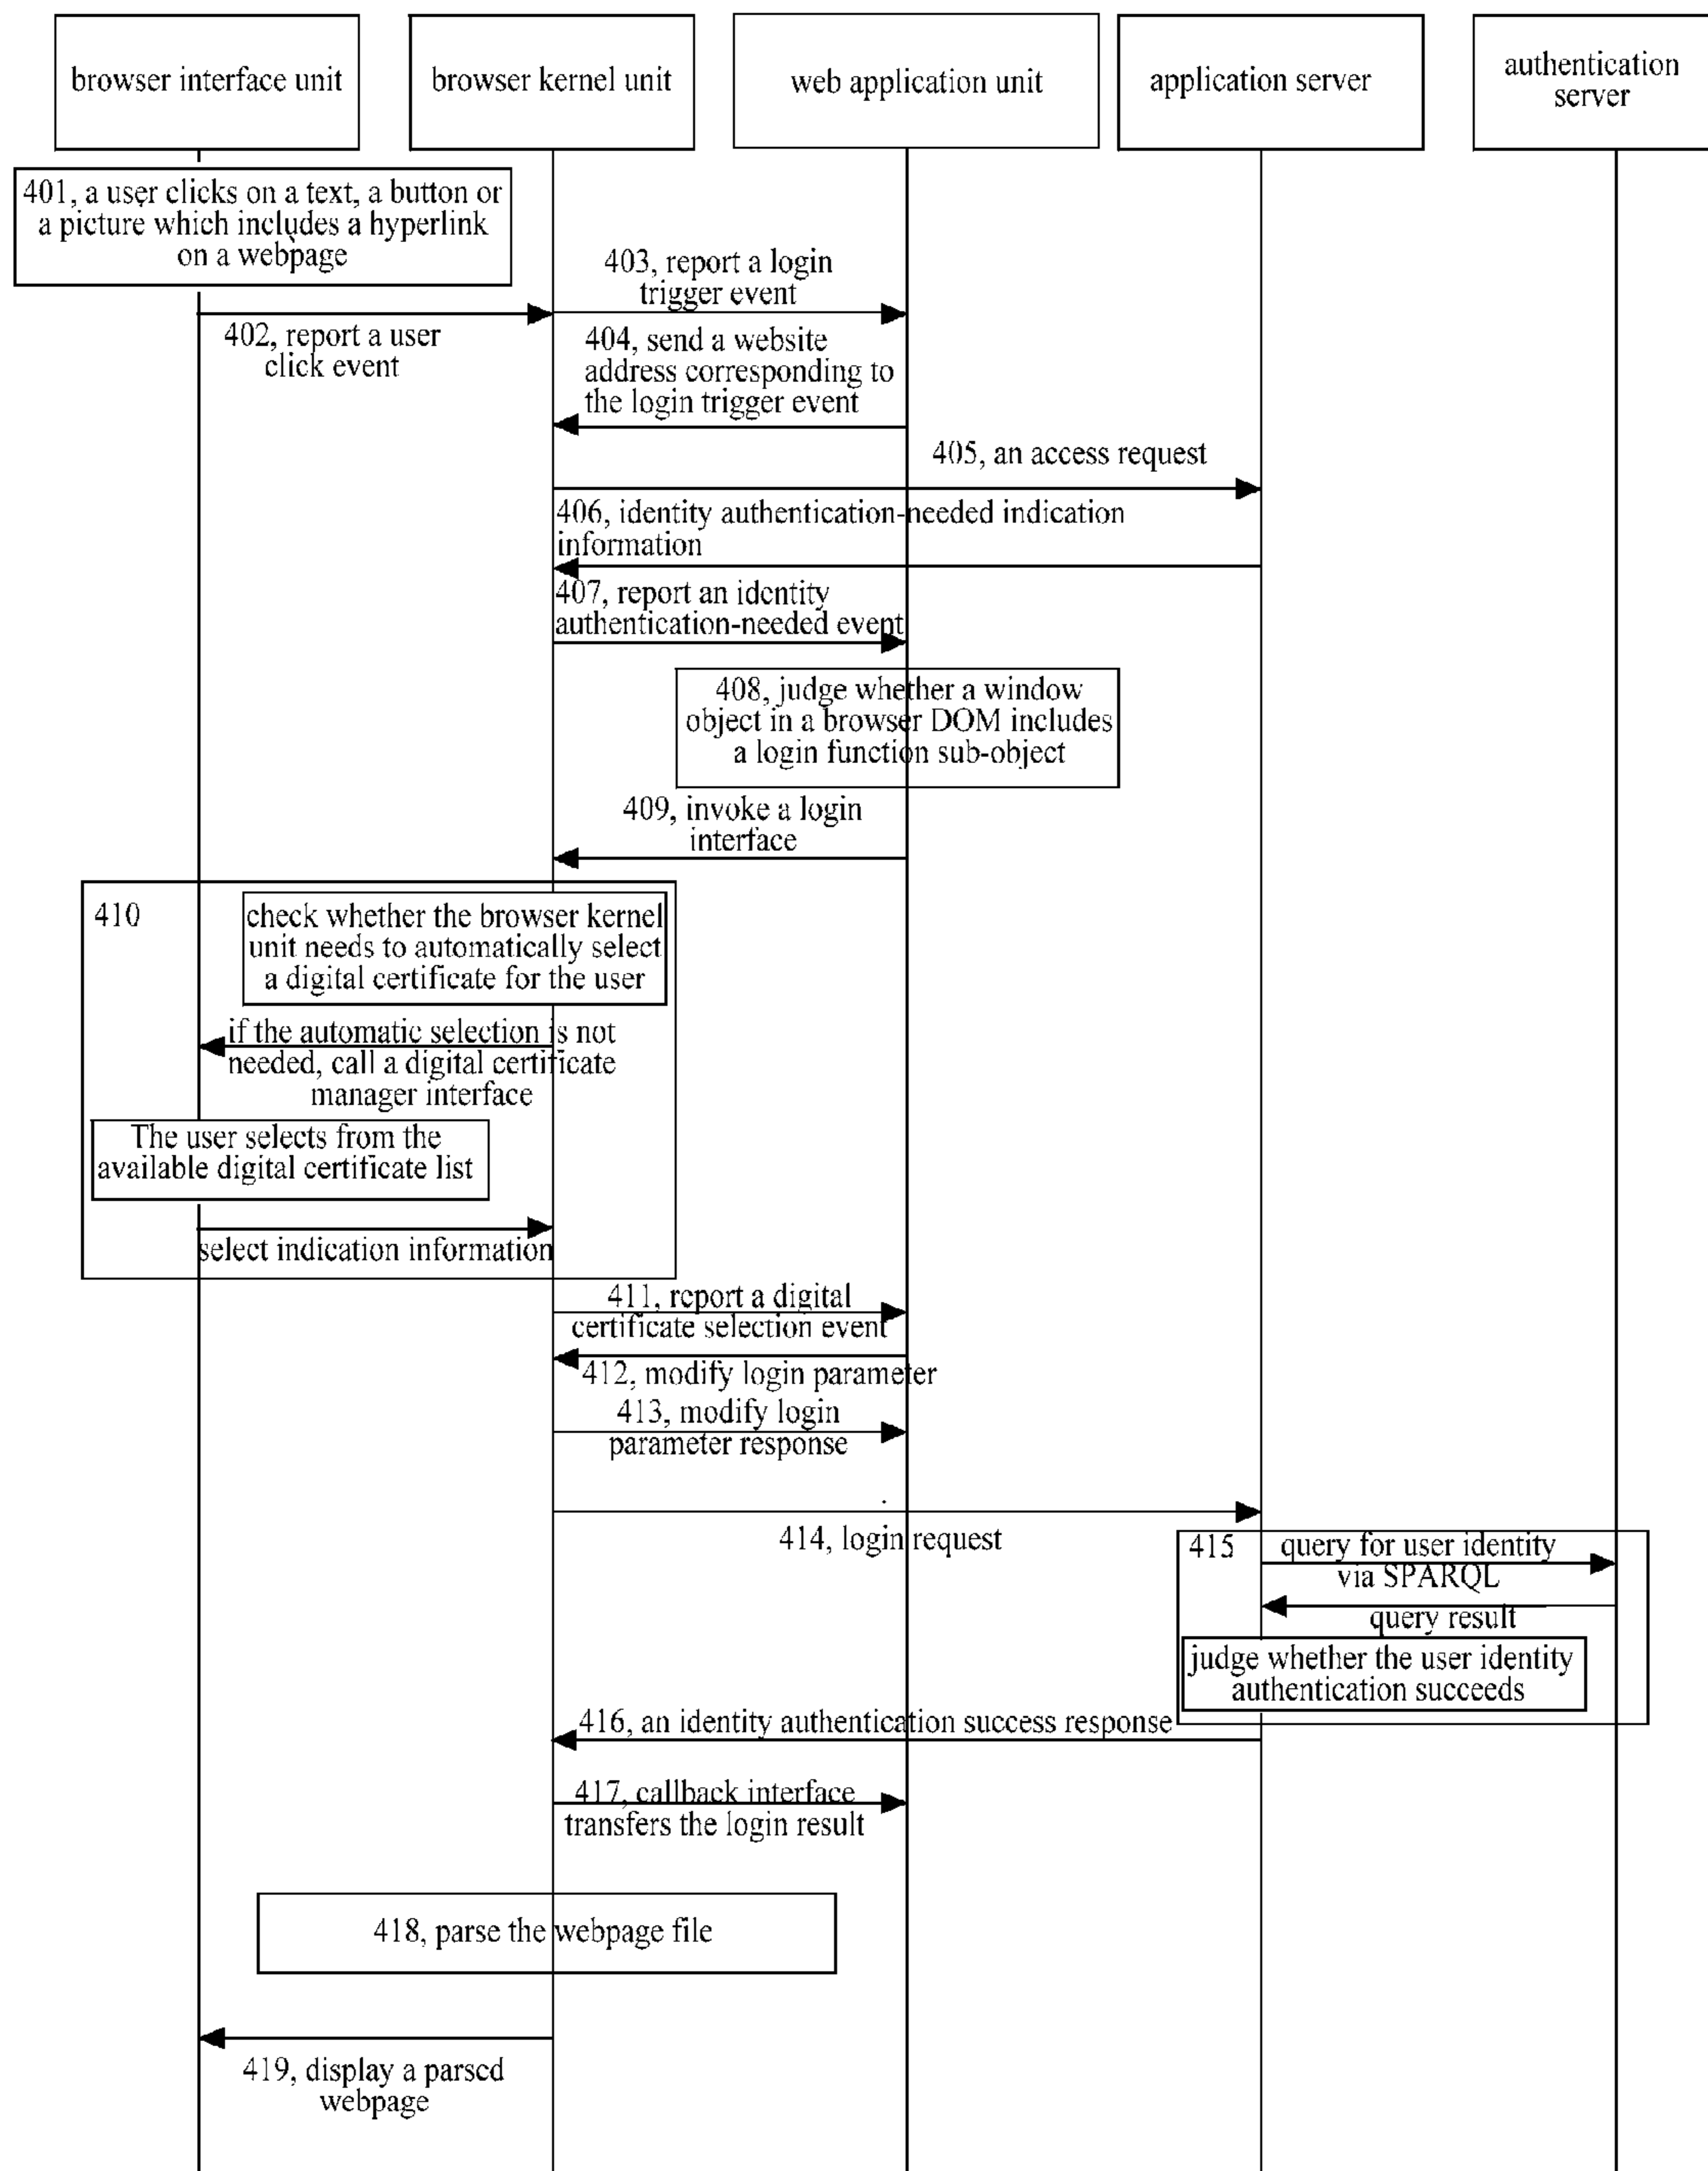 browser interface unit
browser kernel unit
web application unit
application server
authentication
server
401, a user clicks on a text, a button or
a picture which includes a hyperlink
on a webpage
402, report a user
click event
403, report a login
trigger event
404, send a website
address corresponding to
the login trigger event
405, an access request
406, identity authentication-needed indication
information
407, report an identity
authentication-needed event
408, judge whether a window
object in a browser DOM includes
a login function sub-object
409, invoke a login
interface
410
check whether the browser kernel
unit needs to automatically select
a digital certificate for the user
if the automatic selection is not
needed, call a digital certificate
manager interface
The user selects from the
available digital certificate list
select indication information
411, report a digital
certificate selection event
412, modify login parameter
413, modify login
parameter response
414, login request
415
query for user identity
via SPARQL
query result
judge whether the user identity
authentication succeeds
416, an identity authentication success response
417, callback interface
transfers the login result
418, parse the webpage file
419, display a parsed
webpage